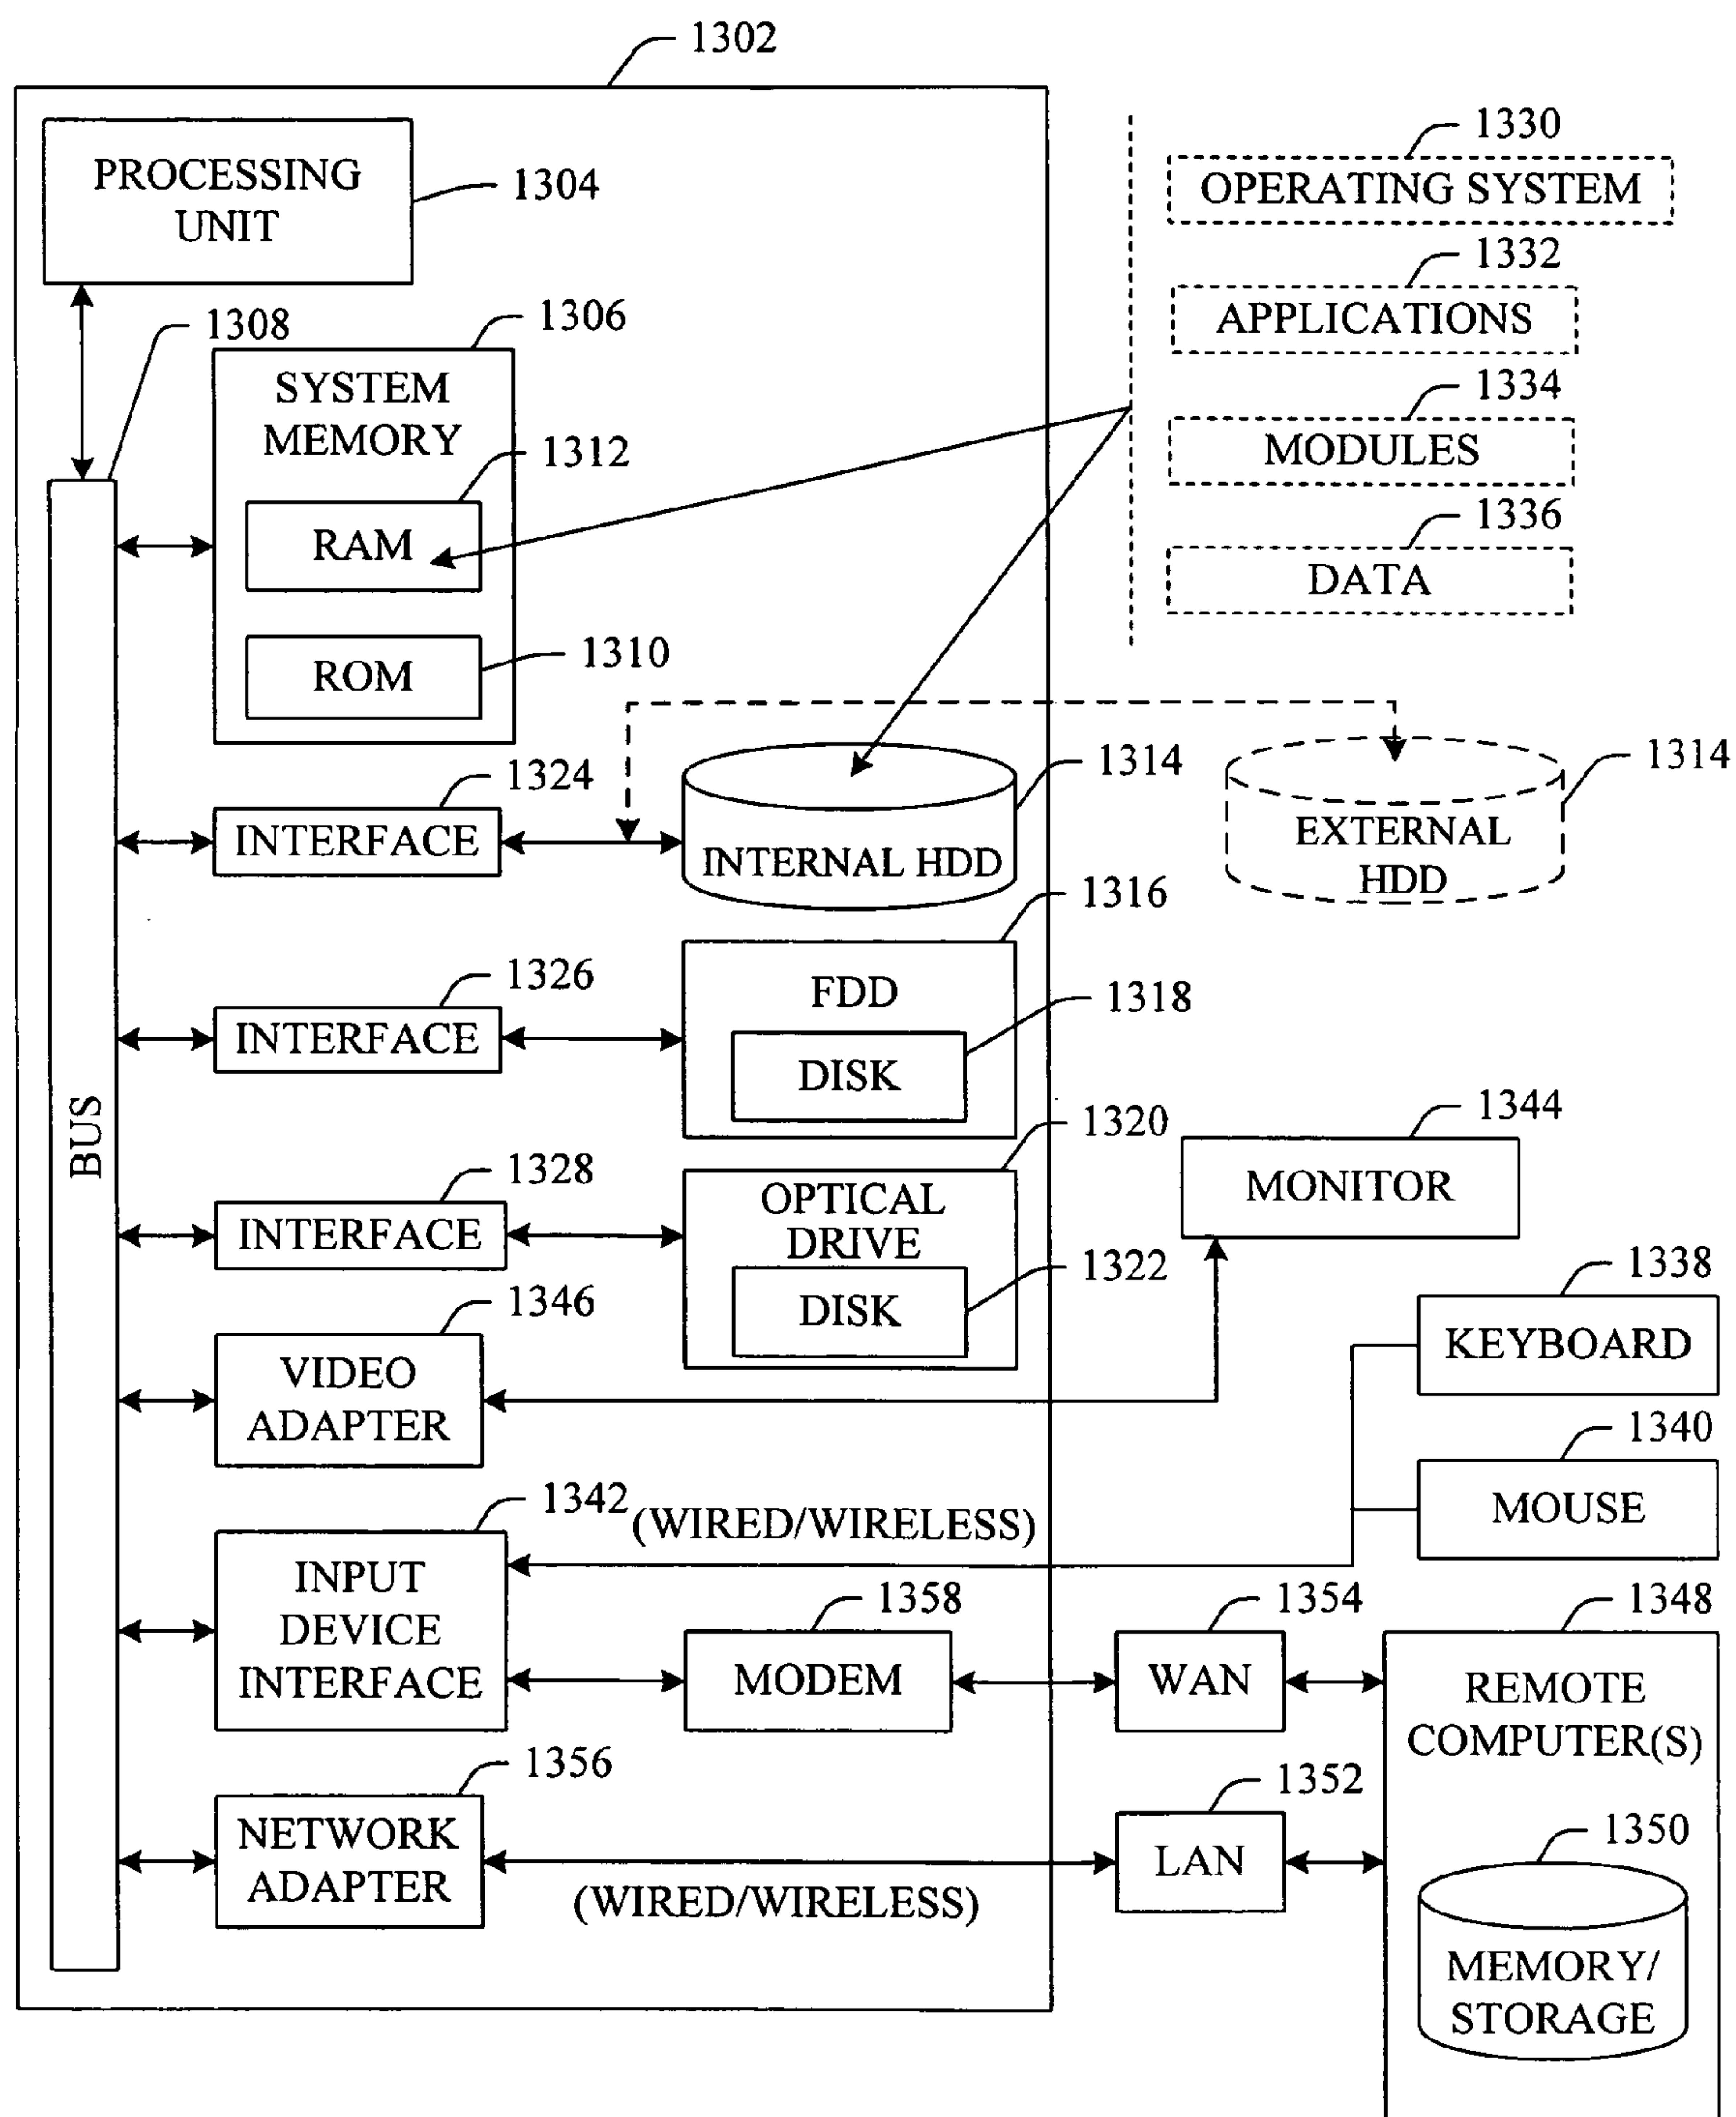 1302
PROCESSING
UNIT
1304
1308
1306
SYSTEM
MEMORY
1312
RAM
1310
ROM
1330
OPERATING SYSTEM
1332
APPLICATIONS
1334
MODULES
1336
DATA
BUS
1324
INTERFACE
1314
INTERNAL HDD
1314
EXTERNAL
HDD
1326
INTERFACE
1316
FDD
1318
DISK
1328
INTERFACE
1320
OPTICAL
DRIVE
1322
DISK
1344
MONITOR
1346
VIDEO
ADAPTER
1338
KEYBOARD
1340
MOUSE
1342
(WIRED/WIRELESS)
INPUT
DEVICE
INTERFACE
1358
MODEM
1354
WAN
1348
REMOTE
COMPUTER(S)
1356
NETWORK
ADAPTER
(WIRED/WIRELESS)
1352
LAN
1350
MEMORY/
STORAGE